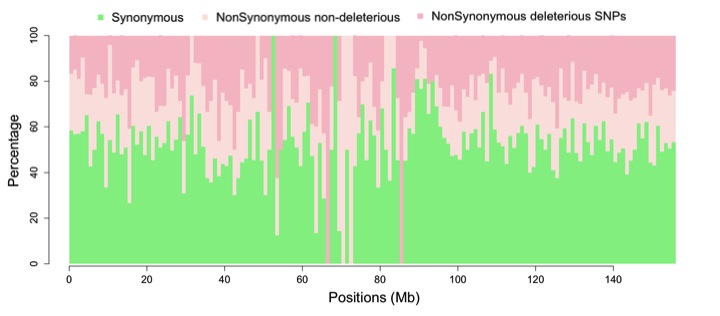 Synonymous NonSynonymous non-deleterious NonSynonymous deleterious SNPs
100
80
60
40
20
0
Percentage
0 20 40 60 80 100 120 140
Positions (Mb)